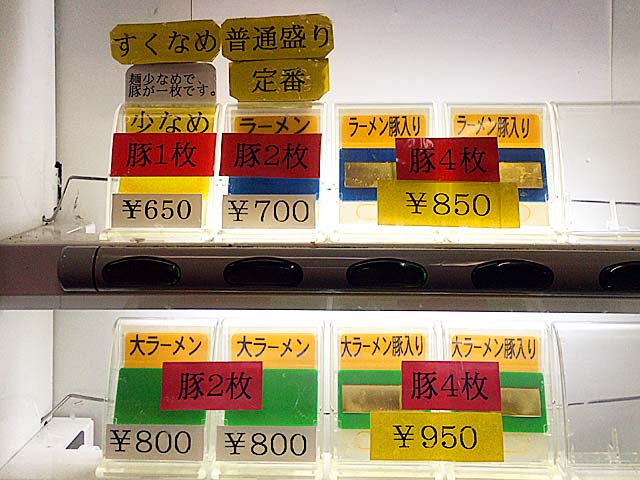 すくなめ
普通盛り
麺少なめで、
豚が一枚です。
定番
少なめ
ラーメン
ラーメン豚入り
ラーメン豚入り
豚1枚
豚2枚
豚4枚
¥650
¥700
¥850
大ラーメン
大ラーメン
大ラーメン豚入り
大ラーメン豚入り
豚2枚
豚4枚
¥800
¥800
¥950